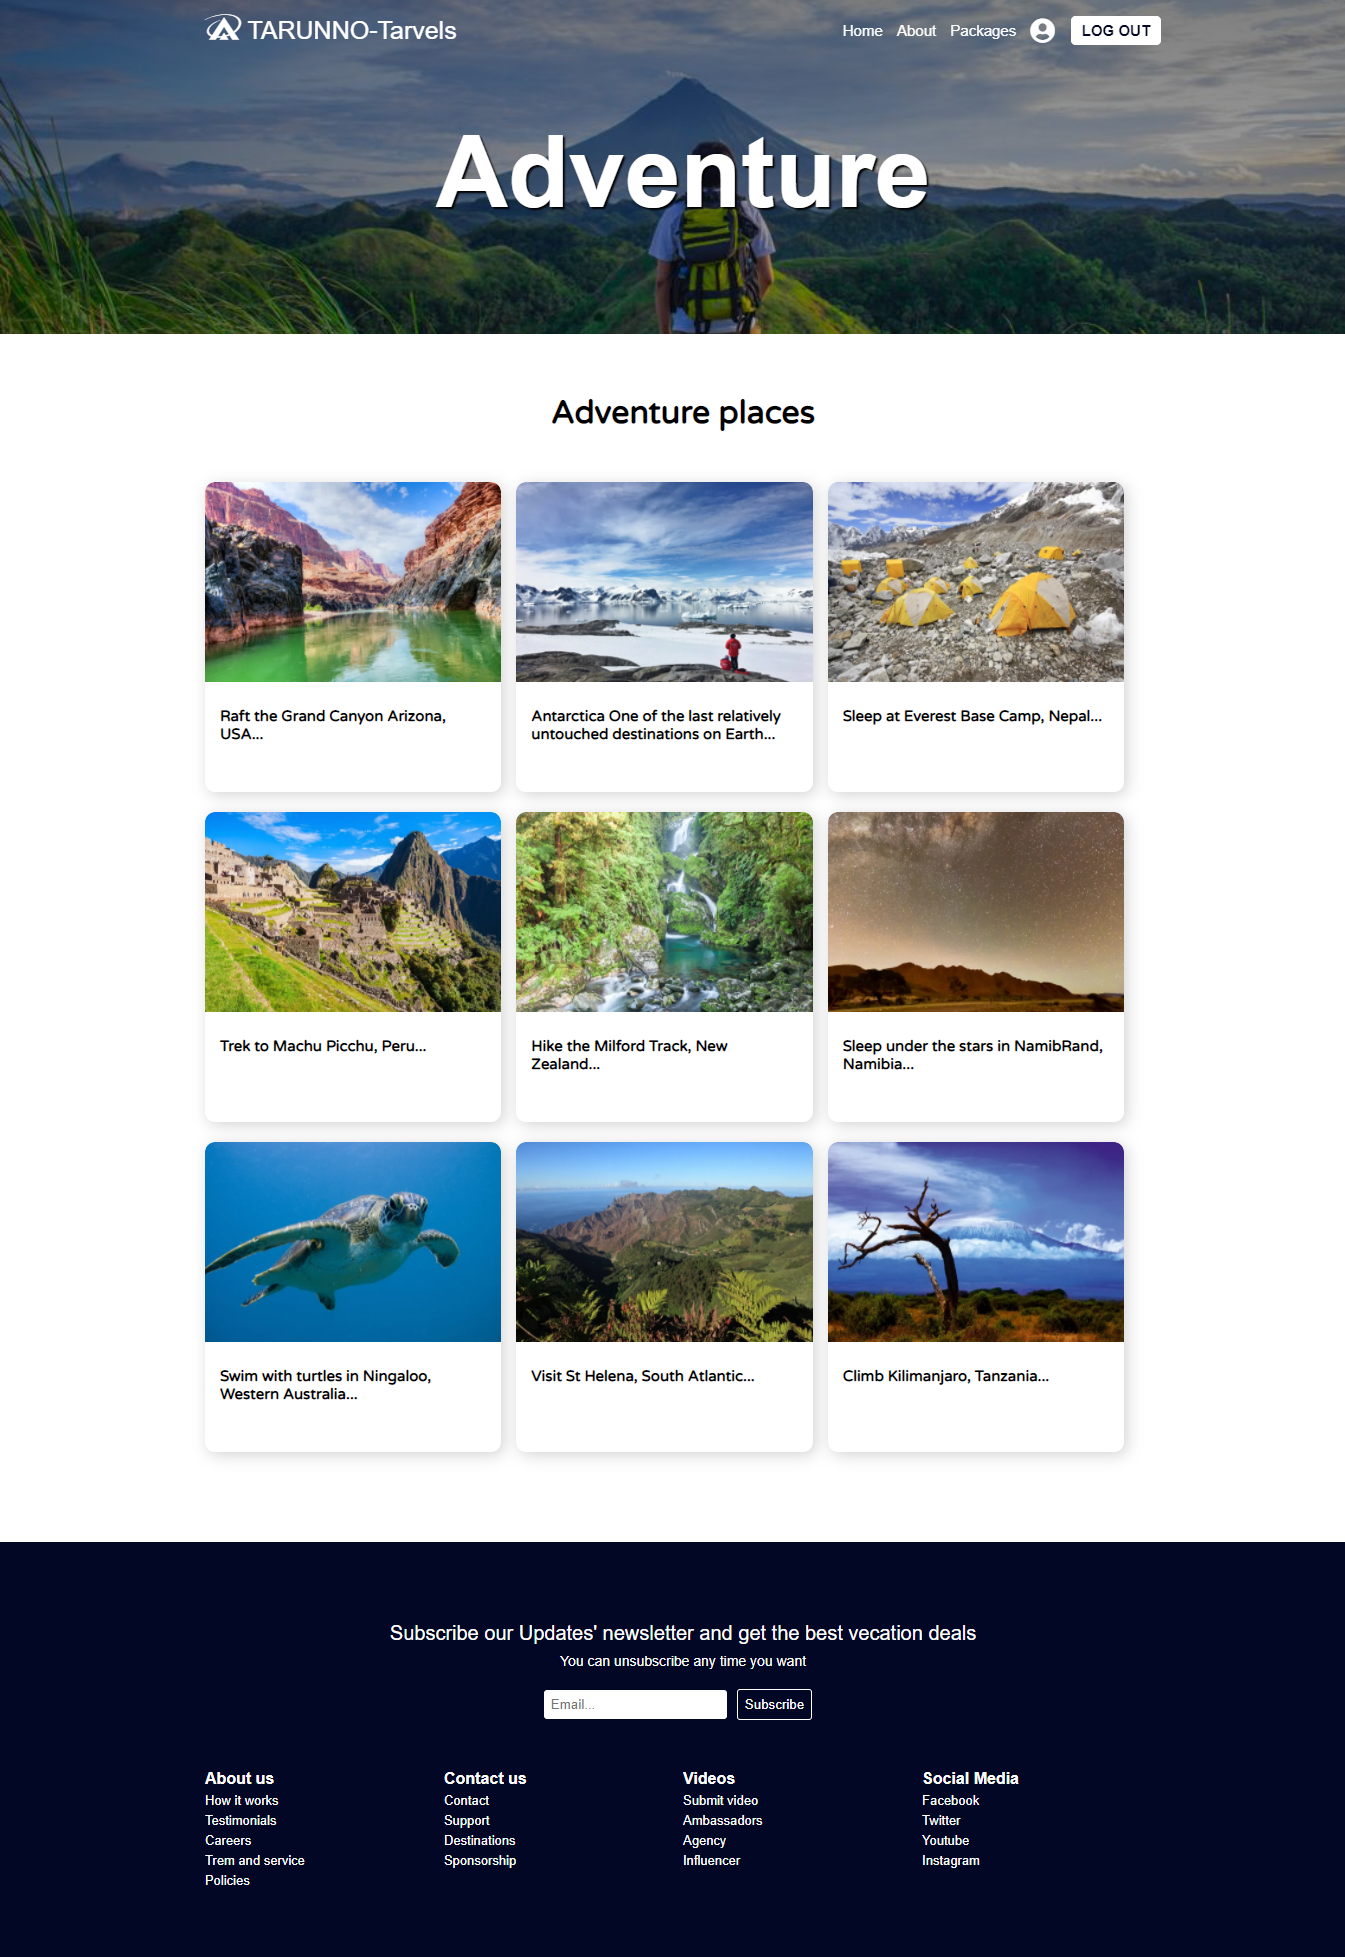 TARUNNO-Tarvels
Home About Packages LOG OUT
Adventure
Adventure places
Raft the Grand Canyon Arizona,
USA...
Antarctica One of the last relatively
untouched destinations on Earth...
Sleep at Everest Base Camp, Nepal...
Trek to Machu Picchu, Peru...
Hike the Milford Track, New
Zealand...
Sleep under the stars in NamibRand,
Namibia...
Swim with turtles in Ningaloo,
Western Australia...
Visit St Helena, South Atlantic...
Climb Kilimanjaro, Tanzania...
Subscribe our Updates' newsletter and get the best vecation deals
You can unsubscribe any time you want
Email... Subscribe
About us
How it works
Testimonials
Careers
Trem and service
Policies
Contact us
Contact
Support
Destinations
Sponsorship
Videos
Submit video
Ambassadors
Agency
Influencer
Social Media
Facebook
Twitter
Youtube
Instagram